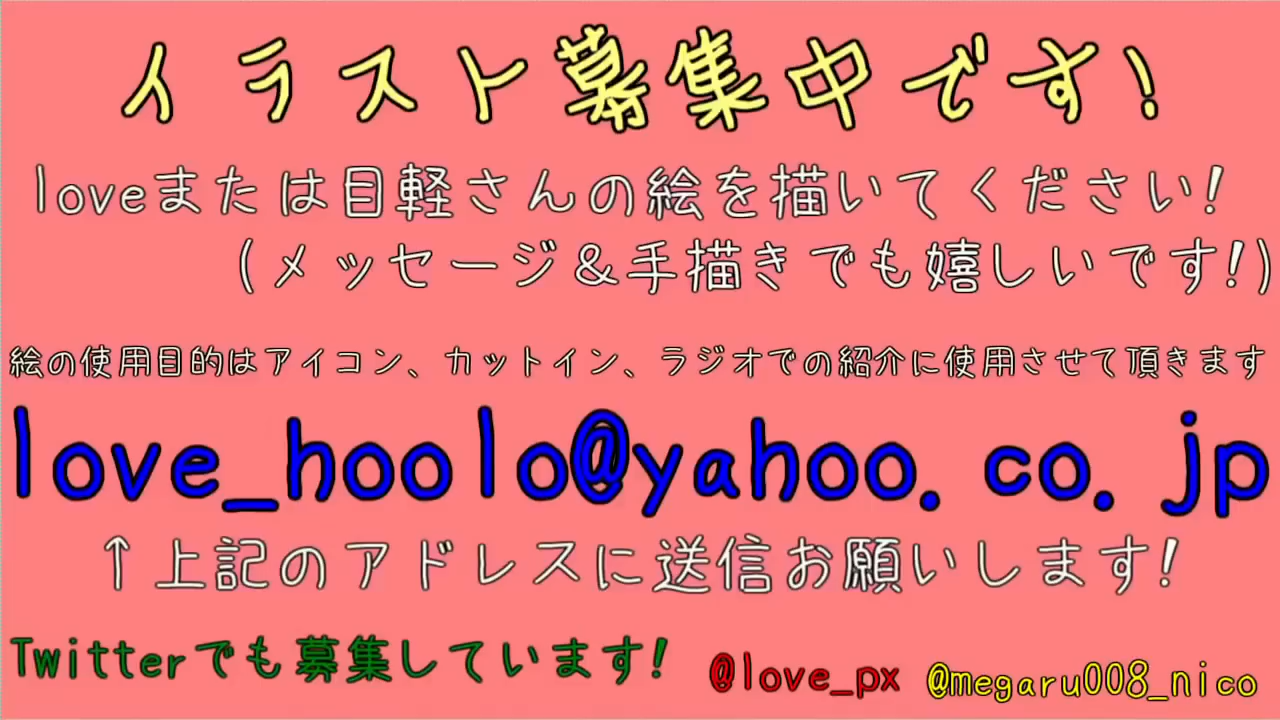 イラスト募集中です!
loveまたは目軽さんの絵を描いてください!
(メッセージ&手描きでも嬉しいです!)
絵の使用目的はアイコン、カットイン、ラジオでの紹介に使用させて頂きます
love_hoolo@yahoo.co.jp
↑上記のアドレスに送信お願いします!
Twitterでも募集しています! @love_px @megaru008_nico